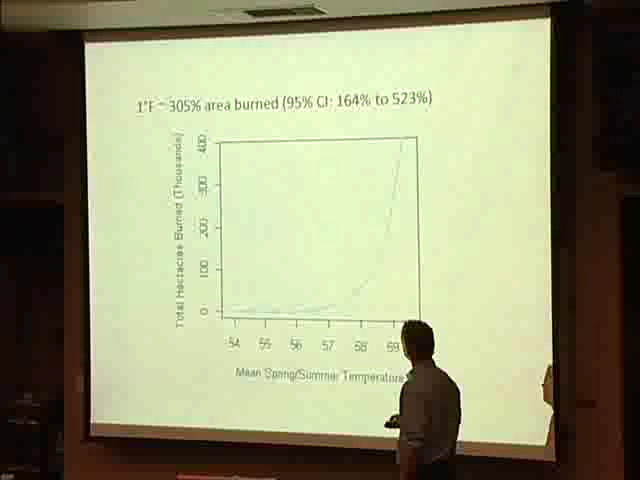 1°F ~ 305% area burned (95% CI: 164% to 523%)
Total Hectacres Burned (Thousands)
400
300
200
100
0
54 55 56 57 58 59
Mean Spring/Summer Temperature